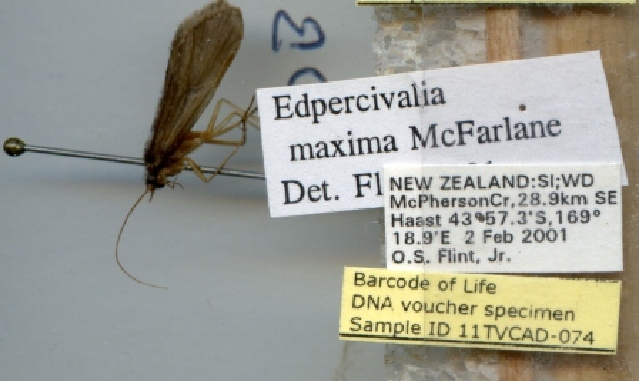 20
Edpercivalia
maxima McFarlane
Det. Fl
NEW ZEALAND:SI;WD
McPhersonCr,28.9km SE
Haast 43°57.3'S,169°
18.9'E 2 Feb 2001
O.S. Flint, Jr.
Barcode of Life
DNA voucher specimen
Sample ID 11TVCAD-074